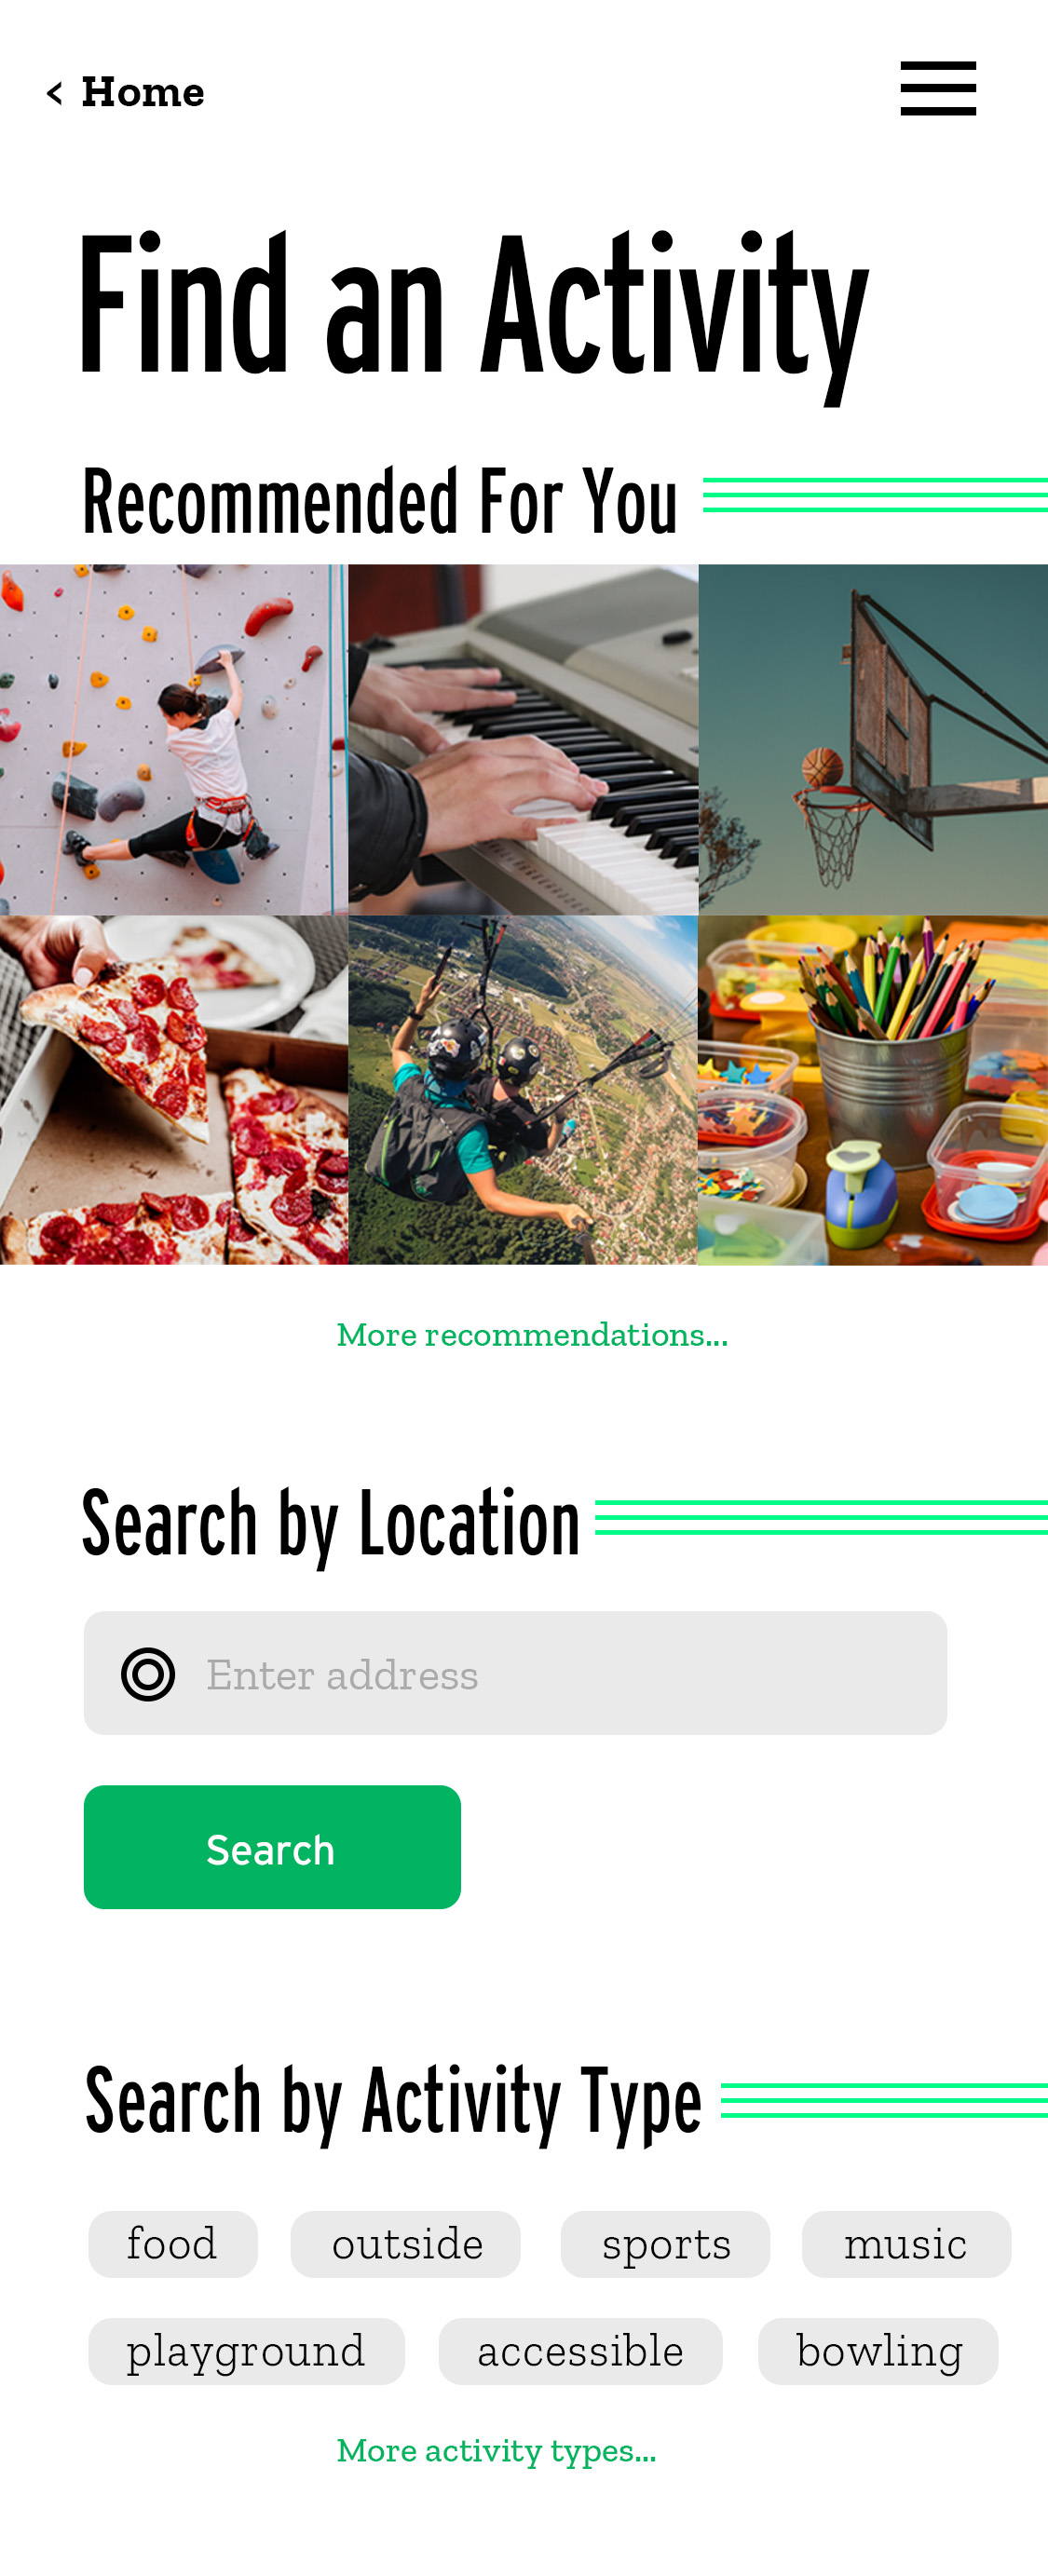 < Home
Find an Activity
Recommended For You
More recommendations...
Search by Location
Enter address
Search
Search by Activity Type
food outside sports music
playground accessible bowling
More activity types...